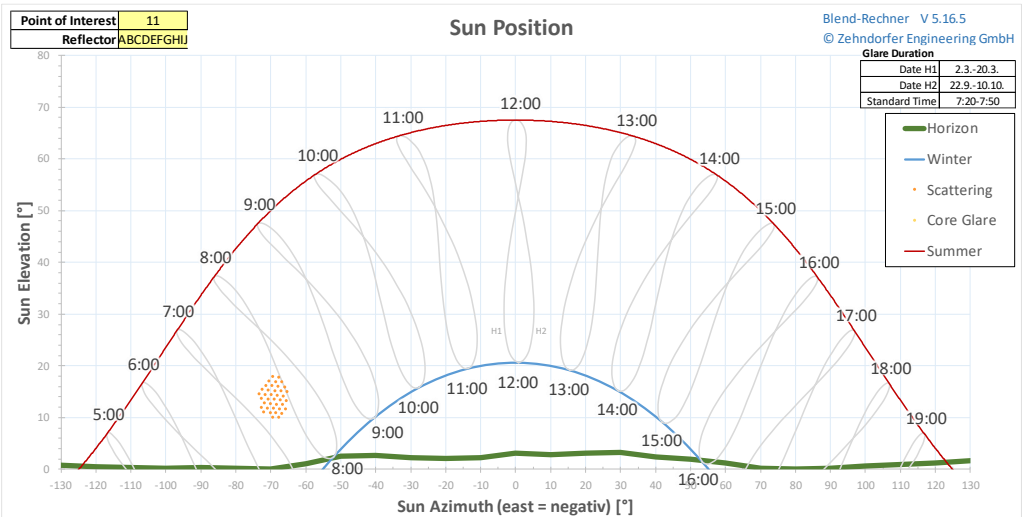 Point of Interest 11
Reflector ABCDEFGHIJ
Sun Position
Blend-Rechner V 5.16.5
© Zehndorfer Engineering GmbH
Glare Duration
Date H1 2.3.-20.3.
Date H2 22.9.-10.10.
Standard Time 7:20-7:50
Horizon
Winter
Scattering
Core Glare
Summer
Sun Elevation [°]
80
70
60
50
40
30
20
10
0
12:00
11:00
13:00
10:00
14:00
9:00
15:00
8:00
16:00
7:00
17:00
6:00
18:00
5:00
19:00
H1 H2
12:00
11:00
13:00
10:00
14:00
9:00
15:00
8:00
16:00
-130 -120 -110 -100 -90 -80 -70 -60 -50 -40 -30 -20 -10 0 10 20 30 40 50 60 70 80 90 100 110 120 130
Sun Azimuth (east = negativ) [°]